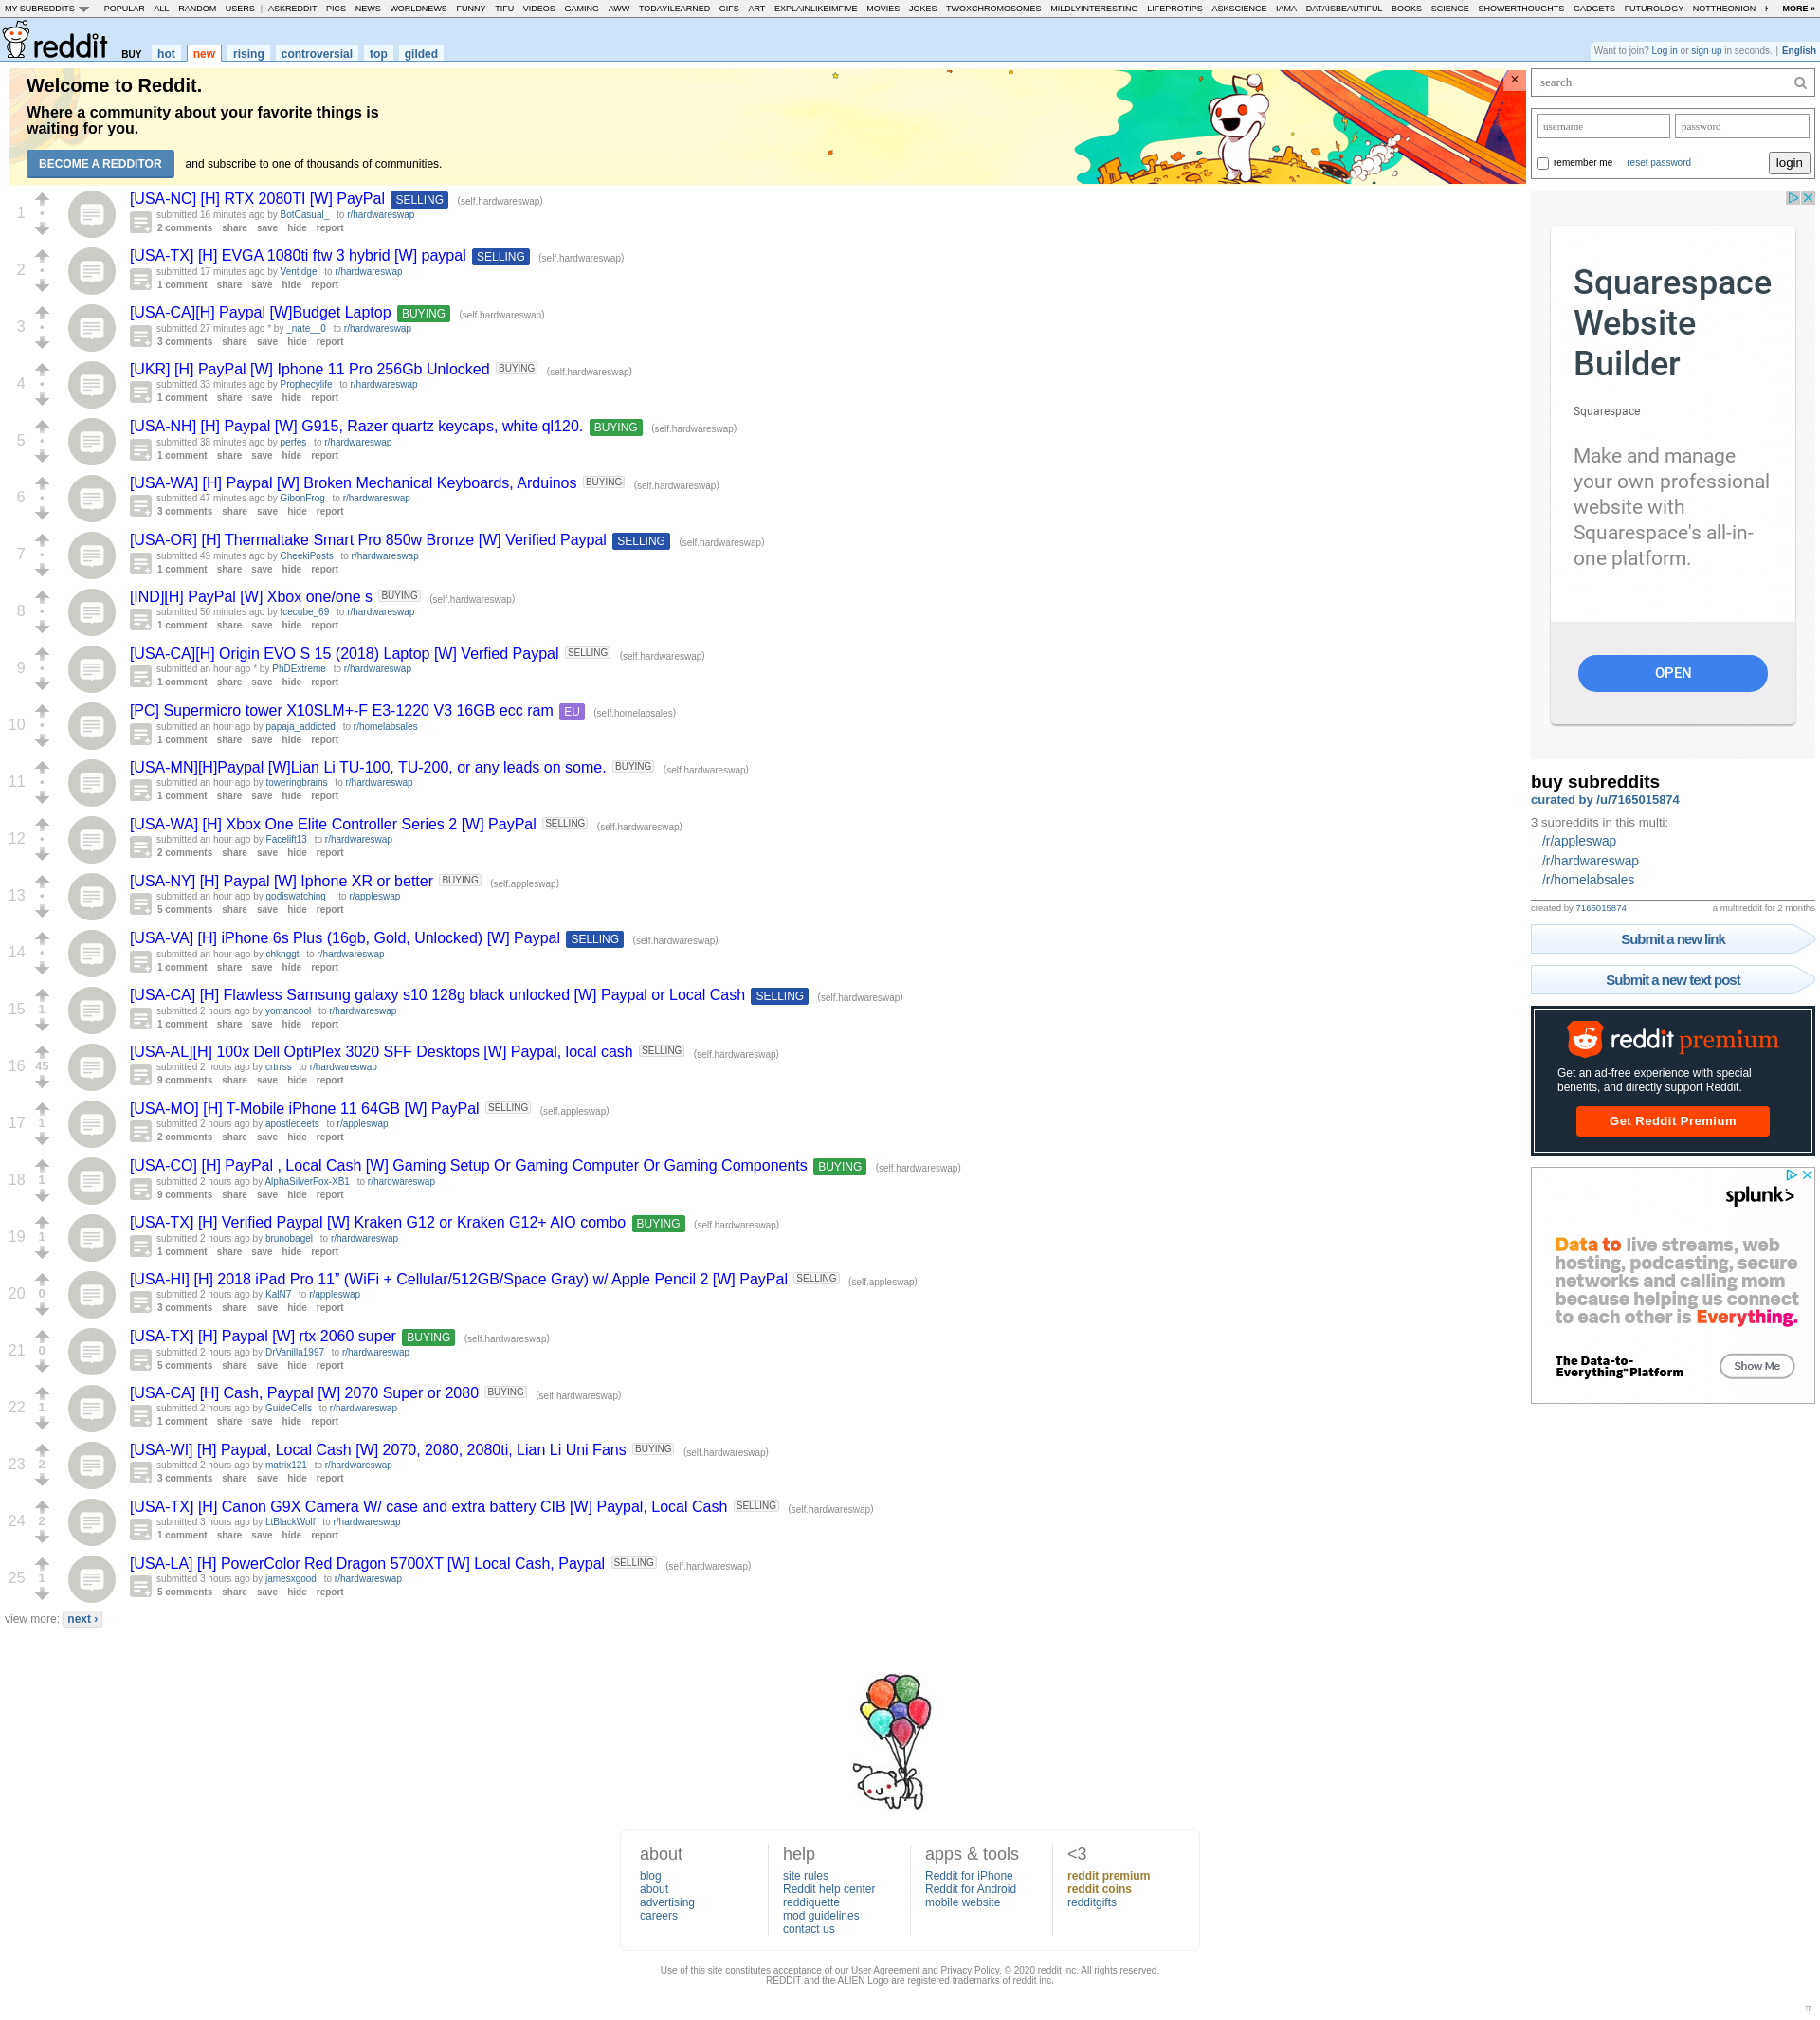 MY SUBREDDITS POPULAR - ALL - RANDOM - USERS | ASKREDDIT - PICS - NEWS - WORLDNEWS - FUNNY - TIFU - VIDEOS - GAMING - AWW - TODAYILEARNED - GIFS - ART - EXPLAINLIKEIMFIVE - MOVIES - JOKES - TWOXCHROMOSOMES - MILDLYINTERESTING - LIFEPROTIPS - ASKSCIENCE - IAMA - DATAISBEAUTIFUL - BOOKS - SCIENCE - SHOWERTHOUGHTS - GADGETS - FUTUROLOGY - NOTTHEONION - MORE »
reddit BUY hot new rising controversial top gilded
Want to join? Log in or sign up in seconds. | English
Welcome to Reddit.
Where a community about your favorite things is
waiting for you.
BECOME A REDDITOR and subscribe to one of thousands of communities.
1 [USA-NC] [H] RTX 2080TI [W] PayPal SELLING (self.hardwareswap)
submitted 16 minutes ago by BotCasual_ to r/hardwareswap
2 comments share save hide report
2 [USA-TX] [H] EVGA 1080ti ftw 3 hybrid [W] paypal SELLING (self.hardwareswap)
submitted 17 minutes ago by Ventidge to r/hardwareswap
1 comment share save hide report
3 [USA-CA][H] Paypal [W]Budget Laptop BUYING (self.hardwareswap)
submitted 27 minutes ago * by _nate__0 to r/hardwareswap
3 comments share save hide report
4 [UKR] [H] PayPal [W] Iphone 11 Pro 256Gb Unlocked BUYING (self.hardwareswap)
submitted 33 minutes ago by Prophecylife to r/hardwareswap
1 comment share save hide report
5 [USA-NH] [H] Paypal [W] G915, Razer quartz keycaps, white ql120. BUYING (self.hardwareswap)
submitted 38 minutes ago by perfes to r/hardwareswap
1 comment share save hide report
6 [USA-WA] [H] Paypal [W] Broken Mechanical Keyboards, Arduinos BUYING (self.hardwareswap)
submitted 47 minutes ago by GibonFrog to r/hardwareswap
3 comments share save hide report
7 [USA-OR] [H] Thermaltake Smart Pro 850w Bronze [W] Verified Paypal SELLING (self.hardwareswap)
submitted 49 minutes ago by CheekiPosts to r/hardwareswap
1 comment share save hide report
8 [IND][H] PayPal [W] Xbox one/one s BUYING (self.hardwareswap)
submitted 50 minutes ago by Icecube_69 to r/hardwareswap
1 comment share save hide report
9 [USA-CA][H] Origin EVO S 15 (2018) Laptop [W] Verfied Paypal SELLING (self.hardwareswap)
submitted an hour ago * by PhDExtreme to r/hardwareswap
1 comment share save hide report
10 [PC] Supermicro tower X10SLM+-F E3-1220 V3 16GB ecc ram EU (self.homelabsales)
submitted an hour ago by papaja_addicted to r/homelabsales
1 comment share save hide report
11 [USA-MN][H]Paypal [W]Lian Li TU-100, TU-200, or any leads on some. BUYING (self.hardwareswap)
submitted an hour ago by toweringbrains to r/hardwareswap
1 comment share save hide report
12 [USA-WA] [H] Xbox One Elite Controller Series 2 [W] PayPal SELLING (self.hardwareswap)
submitted an hour ago by Facelift13 to r/hardwareswap
2 comments share save hide report
13 [USA-NY] [H] Paypal [W] Iphone XR or better BUYING (self.appleswap)
submitted an hour ago by godiswatching_ to r/appleswap
5 comments share save hide report
14 [USA-VA] [H] iPhone 6s Plus (16gb, Gold, Unlocked) [W] Paypal SELLING (self.hardwareswap)
submitted an hour ago by chknggt to r/hardwareswap
1 comment share save hide report
15 1 [USA-CA] [H] Flawless Samsung galaxy s10 128g black unlocked [W] Paypal or Local Cash SELLING (self.hardwareswap)
submitted 2 hours ago by yomancool to r/hardwareswap
1 comment share save hide report
16 45 [USA-AL][H] 100x Dell OptiPlex 3020 SFF Desktops [W] Paypal, local cash SELLING (self.hardwareswap)
submitted 2 hours ago by crtrrss to r/hardwareswap
9 comments share save hide report
17 1 [USA-MO] [H] T-Mobile iPhone 11 64GB [W] PayPal SELLING (self.appleswap)
submitted 2 hours ago by apostledeets to r/appleswap
2 comments share save hide report
18 1 [USA-CO] [H] PayPal , Local Cash [W] Gaming Setup Or Gaming Computer Or Gaming Components BUYING (self.hardwareswap)
submitted 2 hours ago by AlphaSilverFox-XB1 to r/hardwareswap
9 comments share save hide report
19 1 [USA-TX] [H] Verified Paypal [W] Kraken G12 or Kraken G12+ AIO combo BUYING (self.hardwareswap)
submitted 2 hours ago by brunobagel to r/hardwareswap
1 comment share save hide report
20 0 [USA-HI] [H] 2018 iPad Pro 11” (WiFi + Cellular/512GB/Space Gray) w/ Apple Pencil 2 [W] PayPal SELLING (self.appleswap)
submitted 2 hours ago by KalN7 to r/appleswap
3 comments share save hide report
21 0 [USA-TX] [H] Paypal [W] rtx 2060 super BUYING (self.hardwareswap)
submitted 2 hours ago by DrVanilla1997 to r/hardwareswap
5 comments share save hide report
22 1 [USA-CA] [H] Cash, Paypal [W] 2070 Super or 2080 BUYING (self.hardwareswap)
submitted 2 hours ago by GuideCells to r/hardwareswap
1 comment share save hide report
23 2 [USA-WI] [H] Paypal, Local Cash [W] 2070, 2080, 2080ti, Lian Li Uni Fans BUYING (self.hardwareswap)
submitted 2 hours ago by matrix121 to r/hardwareswap
3 comments share save hide report
24 2 [USA-TX] [H] Canon G9X Camera W/ case and extra battery CIB [W] Paypal, Local Cash SELLING (self.hardwareswap)
submitted 3 hours ago by LtBlackWolf to r/hardwareswap
1 comment share save hide report
25 1 [USA-LA] [H] PowerColor Red Dragon 5700XT [W] Local Cash, Paypal SELLING (self.hardwareswap)
submitted 3 hours ago by jamesxgood to r/hardwareswap
5 comments share save hide report
view more: next ›
search
username password
remember me reset password login
Squarespace
Website
Builder
Squarespace
Make and manage
your own professional
website with
Squarespace's all-in-
one platform.
OPEN
buy subreddits
curated by /u/7165015874
3 subreddits in this multi:
/r/appleswap
/r/hardwareswap
/r/homelabsales
created by 7165015874 a multireddit for 2 months
Submit a new link
Submit a new text post
reddit premium
Get an ad-free experience with special
benefits, and directly support Reddit.
Get Reddit Premium
splunk>
Data to live streams, web
hosting, podcasting, secure
networks and calling mom
because helping us connect
to each other is Everything.
The Data-to-
Everything™ Platform
Show Me
about
blog
about
advertising
careers
help
site rules
Reddit help center
reddiquette
mod guidelines
contact us
apps & tools
Reddit for iPhone
Reddit for Android
mobile website
<3
reddit premium
reddit coins
redditgifts
Use of this site constitutes acceptance of our User Agreement and Privacy Policy. © 2020 reddit inc. All rights reserved.
REDDIT and the ALIEN Logo are registered trademarks of reddit inc.
π